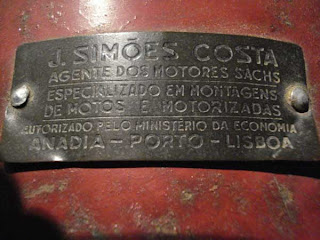 J. SIMÕES COSTA
AGENTE DOS MOTORES SACHS
ESPECIALIZADO EM MONTAGENS
DE MOTOS E MOTORIZADAS
AUTORIZADO PELO MINISTÉRIO DA ECONOMIA
ANADIA – PORTO – LISBOA